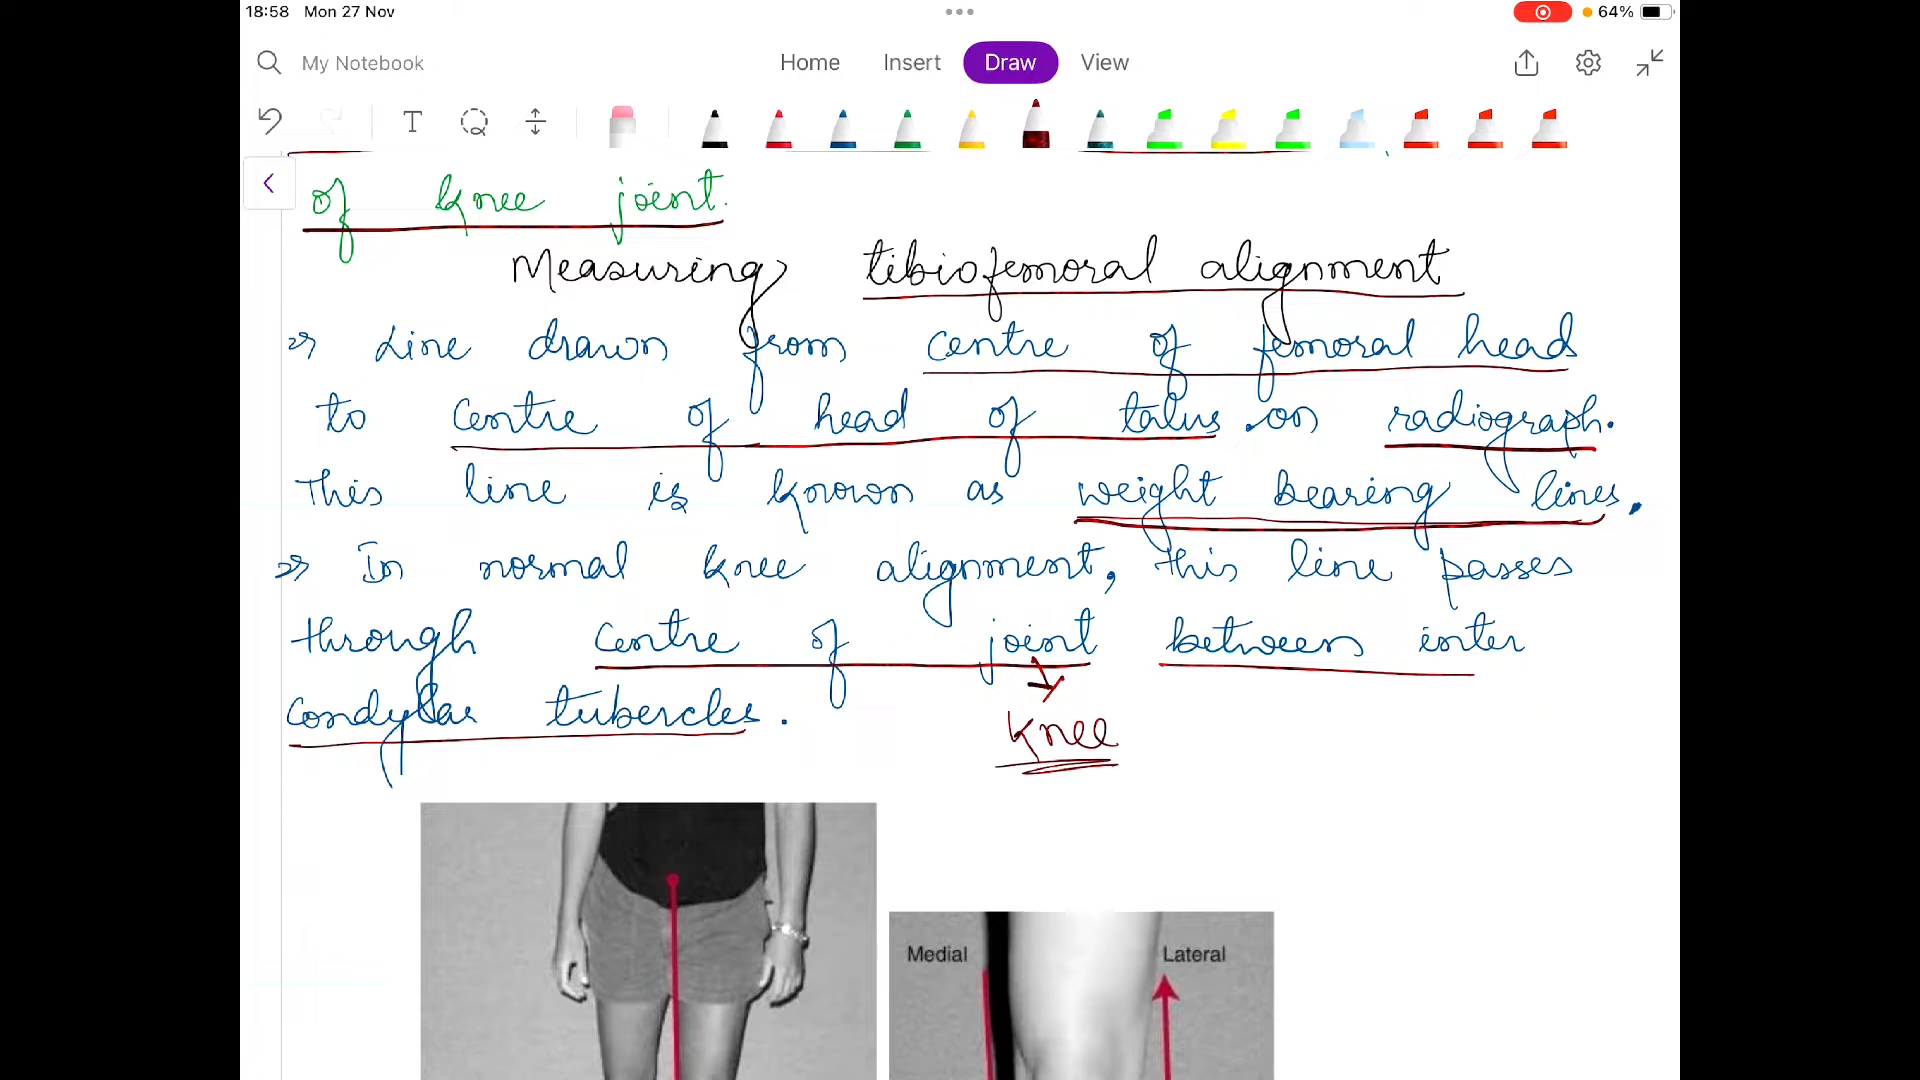 18:58 Mon 27 Nov
64%
My Notebook
Home Insert Draw View
T
of knee joint.
Measuring tibiofemoral alignment
Line drawn from centre of femoral head
to centre of head of talus on radiograph.
This line is known as weight bearing lines.
In normal knee alignment, this line passes
through centre of joint between inter
condylar tubercles.
knee
Medial Lateral